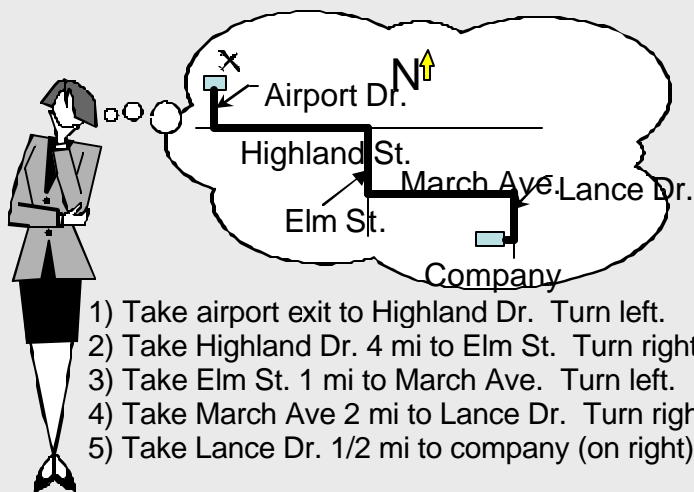 N
Airport Dr.
Highland St.
March Ave.
Lance Dr.
Elm St.
Company
1) Take airport exit to Highland Dr. Turn left.
2) Take Highland Dr. 4 mi to Elm St. Turn right
3) Take Elm St. 1 mi to March Ave. Turn left.
4) Take March Ave 2 mi to Lance Dr. Turn righ
5) Take Lance Dr. 1/2 mi to company (on right)